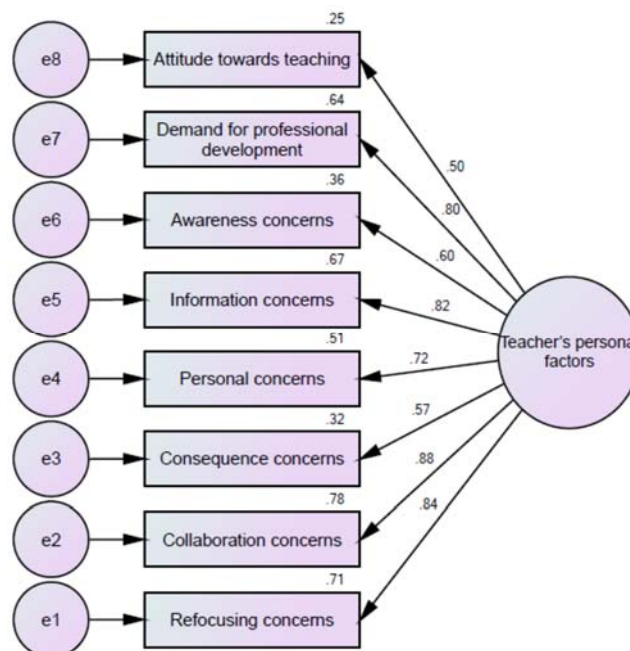 .25
e8
Attitude towards teaching
.64
e7
Demand for professional
development
.50
.36
.80
e6
Awareness concerns
.60
.67
e5
Information concerns
.82
.51
Teacher's personal
factors
e4
Personal concerns
.72
.32
.57
e3
Consequence concerns
.88
.78
.84
e2
Collaboration concerns
.71
e1
Refocusing concerns